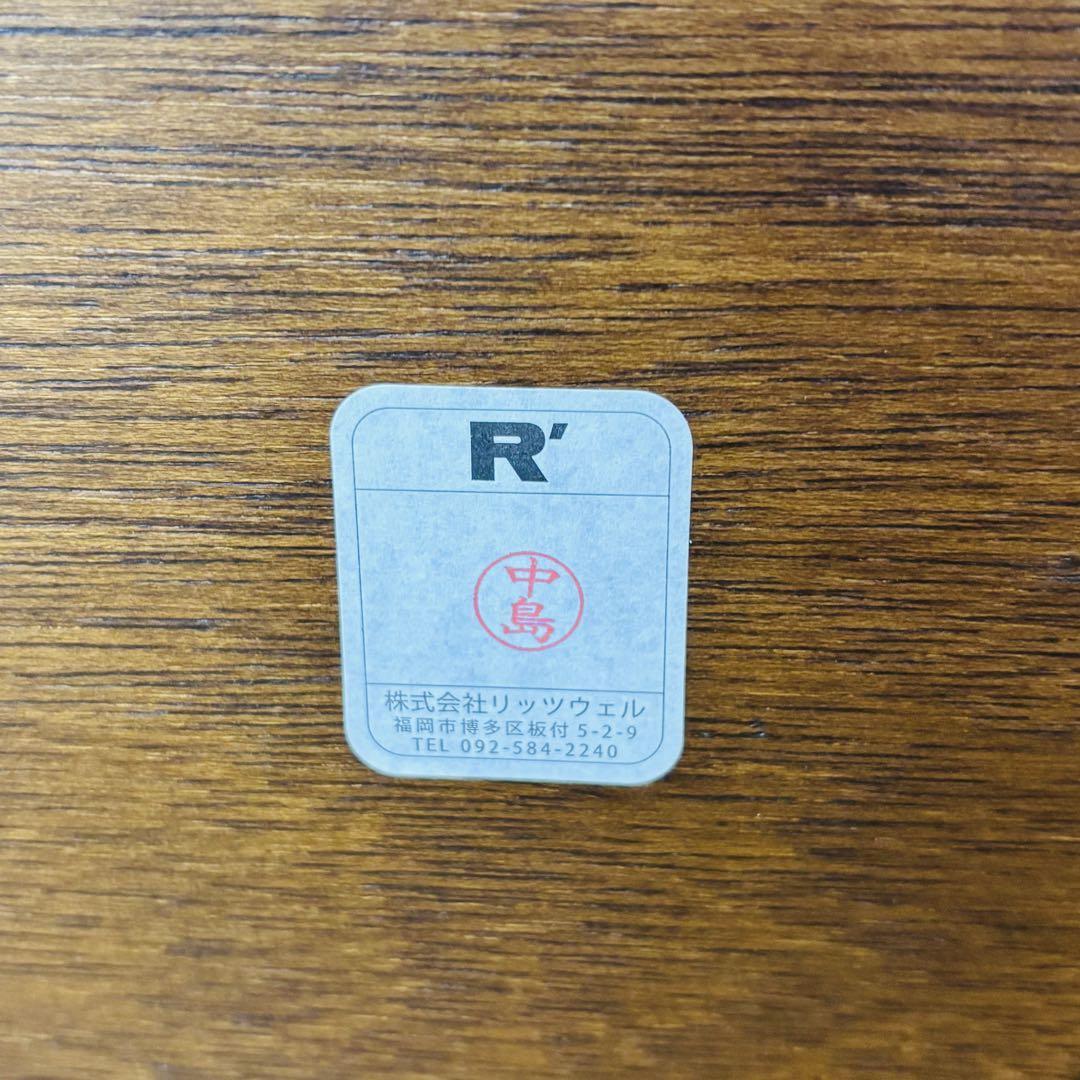 R′
中
島
株式会社リッツウェル
福岡市博多区板付 5-2-9
TEL 092-584-2240